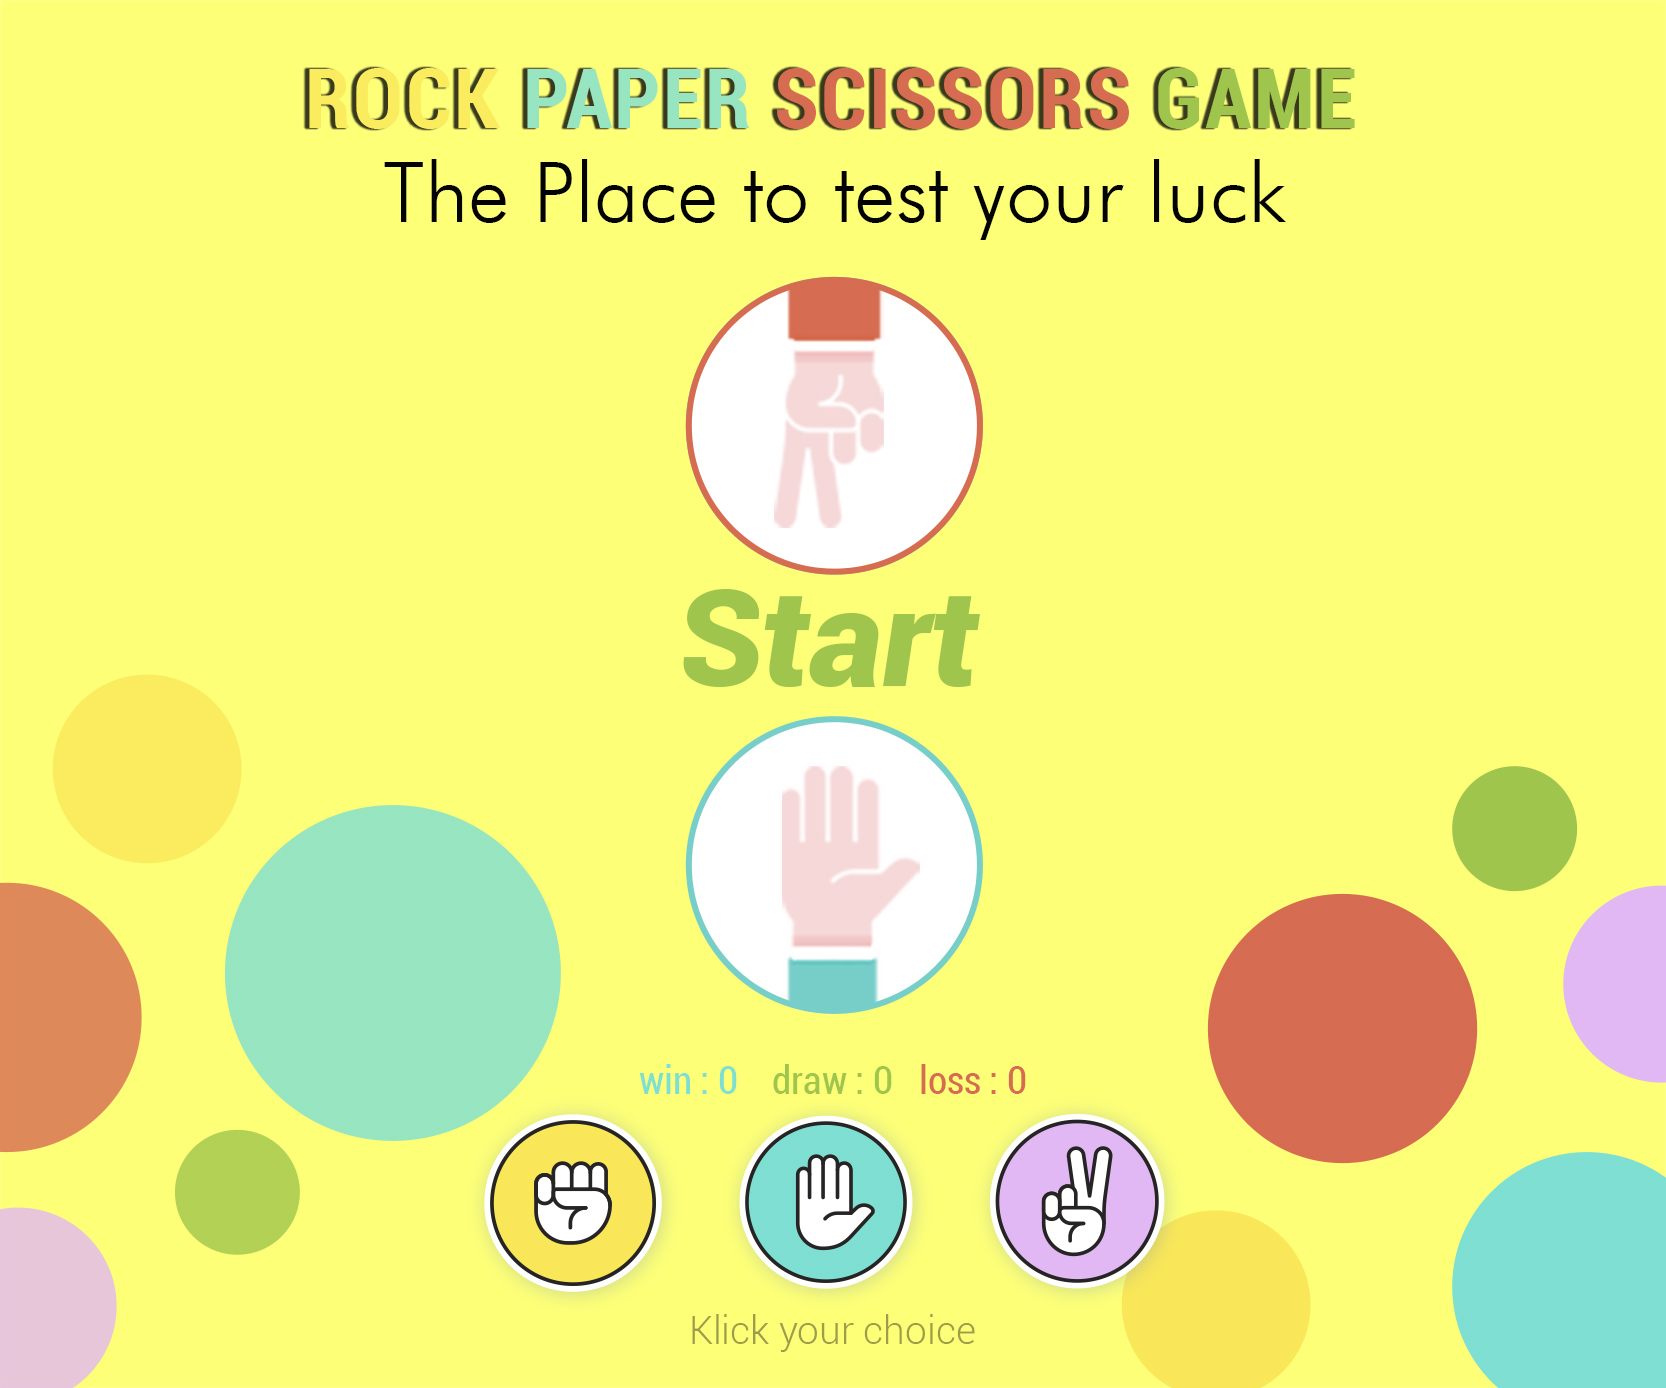 ROCK PAPER SCISSORS GAME
The Place to test your luck
Start
win : 0 draw : 0 loss : 0
Klick your choice